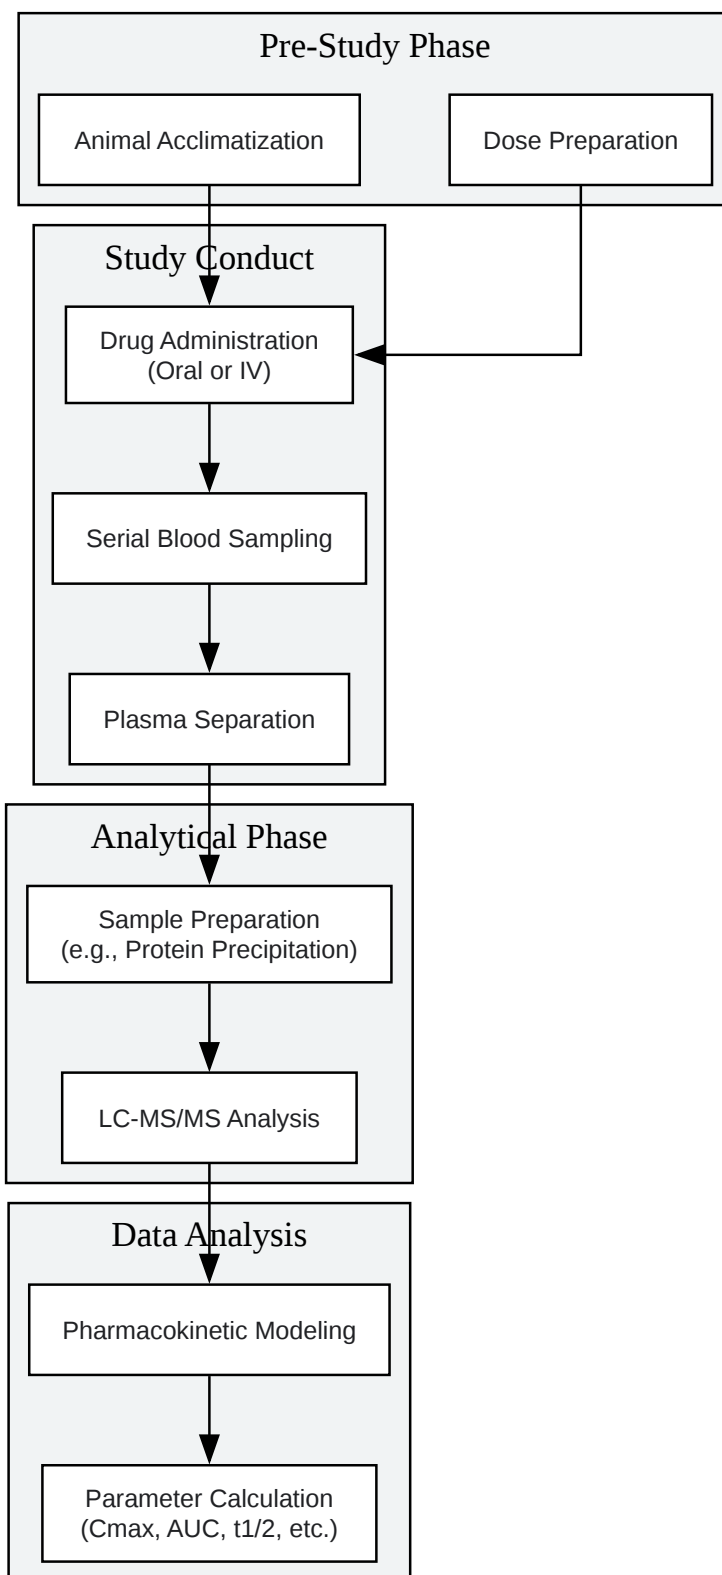 Pre-Study Phase
Animal Acclimatization
Dose Preparation
Study Conduct
Drug Administration
(Oral or IV)
Serial Blood Sampling
Plasma Separation
Analytical Phase
Sample Preparation
(e.g., Protein Precipitation)
LC-MS/MS Analysis
Data Analysis
Pharmacokinetic Modeling
Parameter Calculation
(Cmax, AUC, t1/2, etc.)